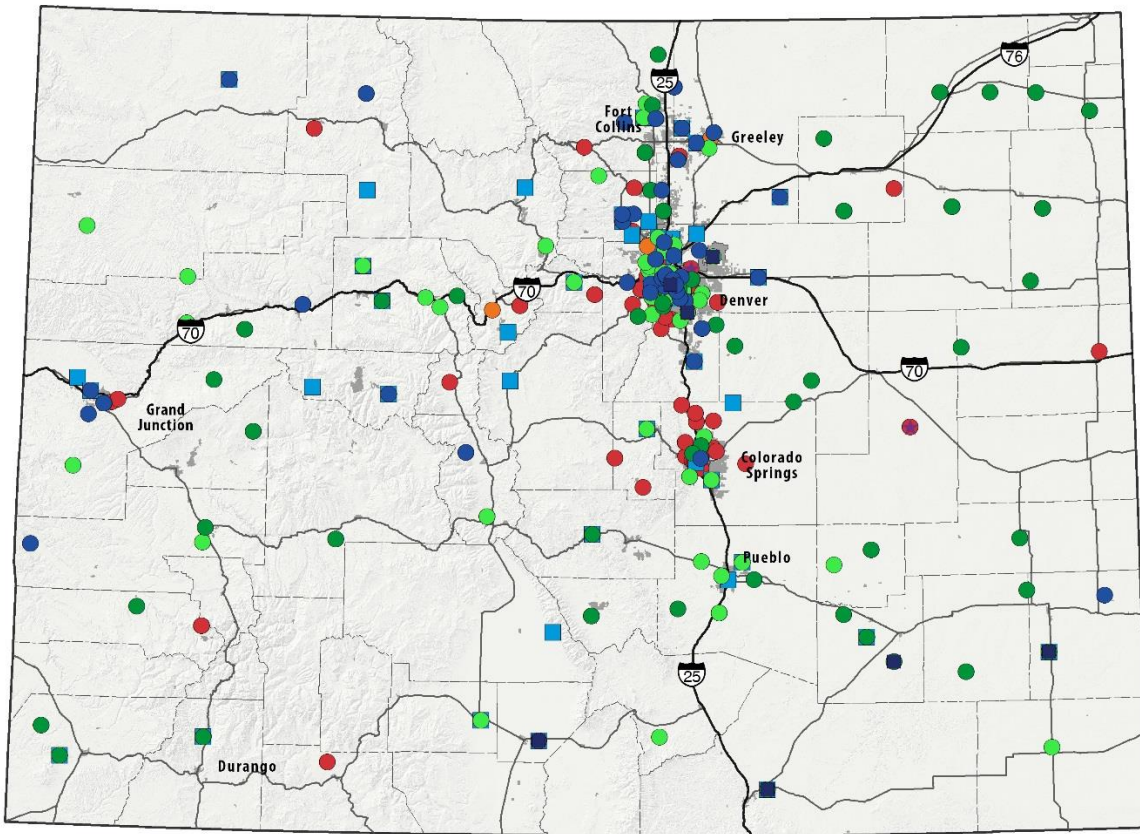 76
25
Fort
Collins
Greeley
70
Denver
70
70
Grand
Junction
Colorado
Springs
Pueblo
25
Durango